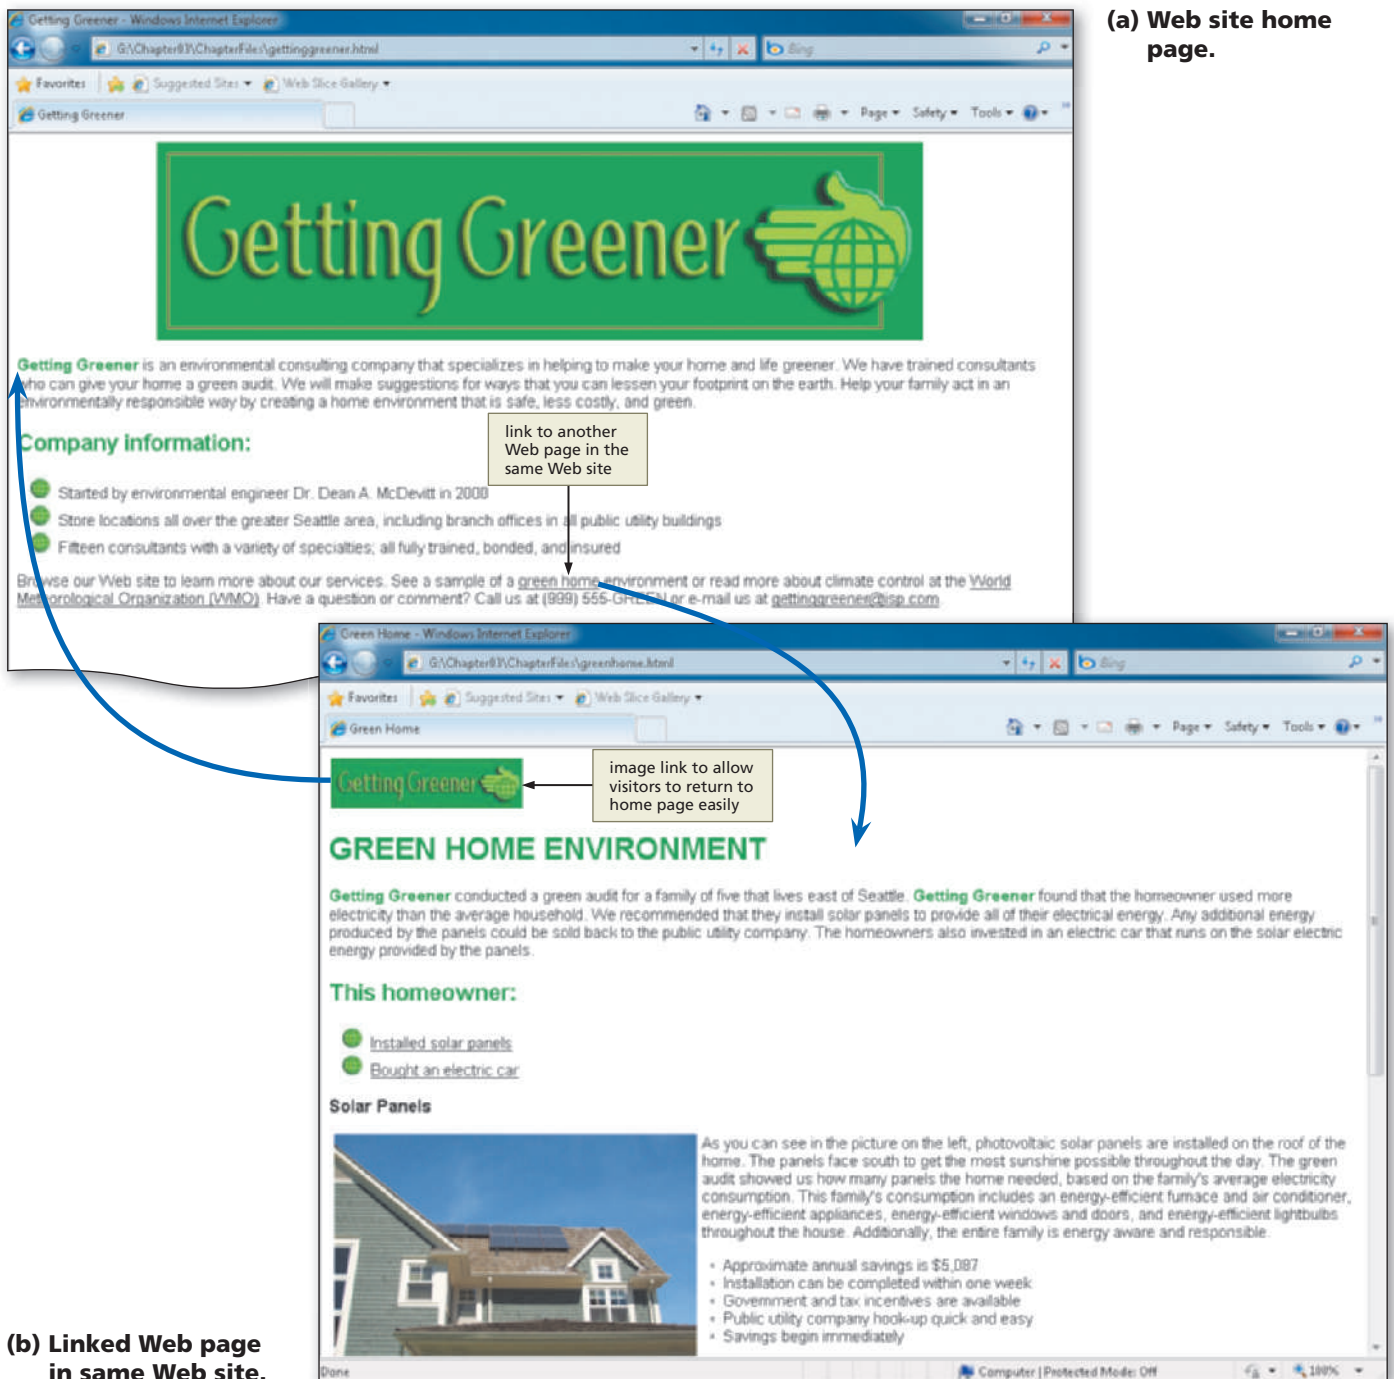 (a) Web site home
page.
Getting Greener - Windows Internet Explorer
G:\Chapter03\ChapterFiles\gettinggreener.html
Bing
Favorites Suggested Sites Web Slice Gallery
Getting Greener
Page Safety Tools
Getting Greener
Getting Greener is an environmental consulting company that specializes in helping to make your home and life greener. We have trained consultants
who can give your home a green audit. We will make suggestions for ways that you can lessen your footprint on the earth. Help your family act in an
environmentally responsible way by creating a home environment that is safe, less costly, and green.
link to another
Web page in the
same Web site
Company information:
Started by environmental engineer Dr. Dean A. McDevitt in 2000
Store locations all over the greater Seattle area, including branch offices in all public utility buildings
Fifteen consultants with a variety of specialties; all fully trained, bonded, and insured
Browse our Web site to learn more about our services. See a sample of a green home environment or read more about climate control at the World
Meteorological Organization (WMO). Have a question or comment? Call us at (999) 555-GREEN or e-mail us at gettinggreener@isp.com.
Green Home - Windows Internet Explorer
G:\Chapter03\ChapterFiles\greenhome.html
Bing
Favorites Suggested Sites Web Slice Gallery
Green Home
Page Safety Tools
Getting Greener
image link to allow
visitors to return to
home page easily
GREEN HOME ENVIRONMENT
Getting Greener conducted a green audit for a family of five that lives east of Seattle. Getting Greener found that the homeowner used more
electricity than the average household. We recommended that they install solar panels to provide all of their electrical energy. Any additional energy
produced by the panels could be sold back to the public utility company. The homeowners also invested in an electric car that runs on the solar electric
energy provided by the panels.
This homeowner:
Installed solar panels
Bought an electric car
Solar Panels
As you can see in the picture on the left, photovoltaic solar panels are installed on the roof of the
home. The panels face south to get the most sunshine possible throughout the day. The green
audit showed us how many panels the home needed, based on the family's average electricity
consumption. This family's consumption includes an energy-efficient furnace and air conditioner,
energy-efficient appliances, energy-efficient windows and doors, and energy-efficient lightbulbs
throughout the house. Additionally, the entire family is energy aware and responsible.
• Approximate annual savings is $5,087
• Installation can be completed within one week
• Government and tax incentives are available
• Public utility company hook-up quick and easy
• Savings begin immediately
Done
Computer | Protected Mode: Off
100%
(b) Linked Web page
in same Web site.